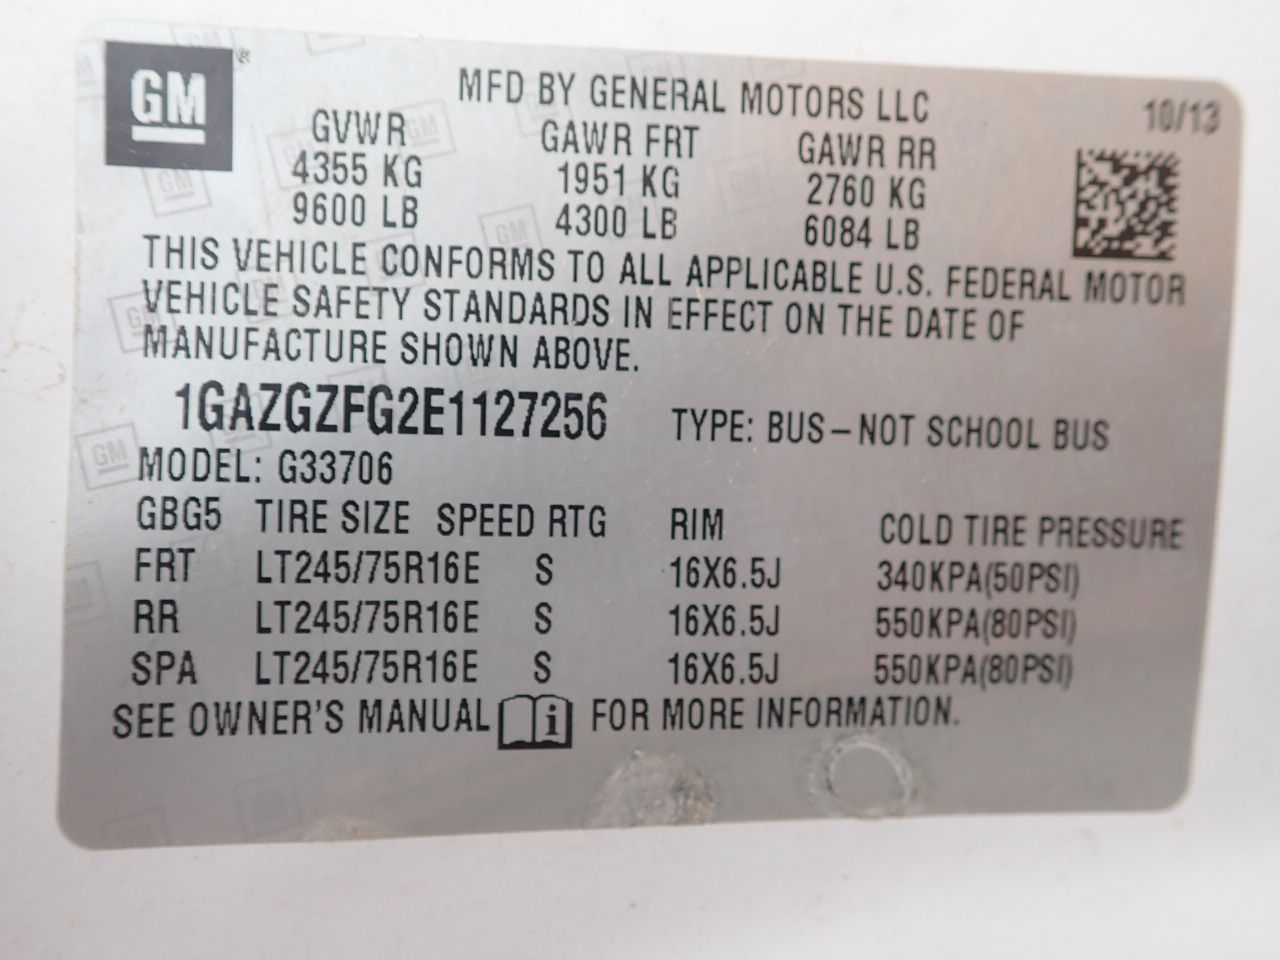 GM®
MFD BY GENERAL MOTORS LLC 10/13
GVWR GAWR FRT GAWR RR
4355 KG 1951 KG 2760 KG
9600 LB 4300 LB 6084 LB
THIS VEHICLE CONFORMS TO ALL APPLICABLE U.S. FEDERAL MOTOR
VEHICLE SAFETY STANDARDS IN EFFECT ON THE DATE OF
MANUFACTURE SHOWN ABOVE.
1GAZGZFG2E1127256 TYPE: BUS – NOT SCHOOL BUS
MODEL: G33706
GBG5 TIRE SIZE SPEED RTG RIM COLD TIRE PRESSURE
FRT LT245/75R16E S 16X6.5J 340KPA(50PSI)
RR LT245/75R16E S 16X6.5J 550KPA(80PSI)
SPA LT245/75R16E S 16X6.5J 550KPA(80PSI)
SEE OWNER'S MANUAL i FOR MORE INFORMATION.